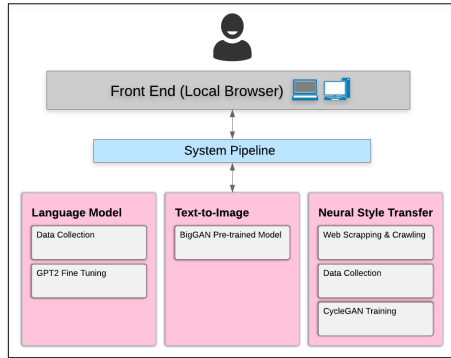 Front End (Local Browser)
System Pipeline
Language Model
Data Collection
GPT2 Fine Tuning
Text-to-Image
BigGAN Pre-trained Model
Neural Style Transfer
Web Scrapping & Crawling
Data Collection
CycleGAN Training